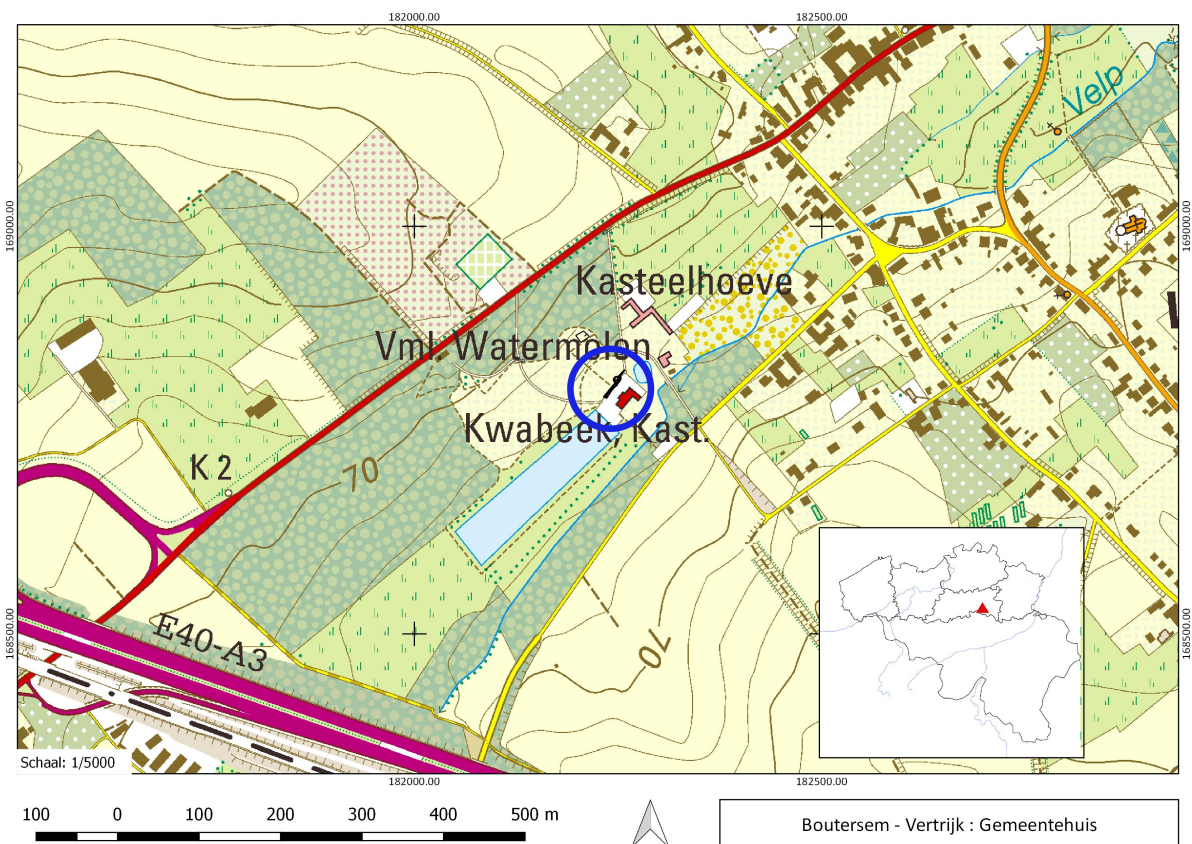 182000.00
182500.00
Velp
169000.00
169000.00
Kasteelhoeve
Vml. Watermolen
Kwabeek, Kast.
K 2
70
70
E40-A3
168500.00
168500.00
Schaal: 1/5000
182000.00
182500.00
100 0 100 200 300 400 500 m
Boutersem - Vertrijk : Gemeentehuis